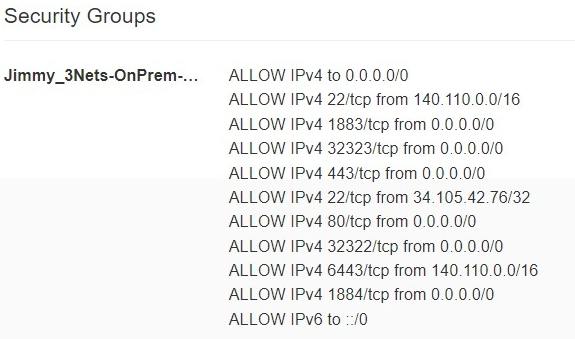 Security Groups
Jimmy_3Nets-OnPrem-... ALLOW IPv4 to 0.0.0.0/0
ALLOW IPv4 22/tcp from 140.110.0.0/16
ALLOW IPv4 1883/tcp from 0.0.0.0/0
ALLOW IPv4 32323/tcp from 0.0.0.0/0
ALLOW IPv4 443/tcp from 0.0.0.0/0
ALLOW IPv4 22/tcp from 34.105.42.76/32
ALLOW IPv4 80/tcp from 0.0.0.0/0
ALLOW IPv4 32322/tcp from 0.0.0.0/0
ALLOW IPv4 6443/tcp from 140.110.0.0/16
ALLOW IPv4 1884/tcp from 0.0.0.0/0
ALLOW IPv6 to ::/0